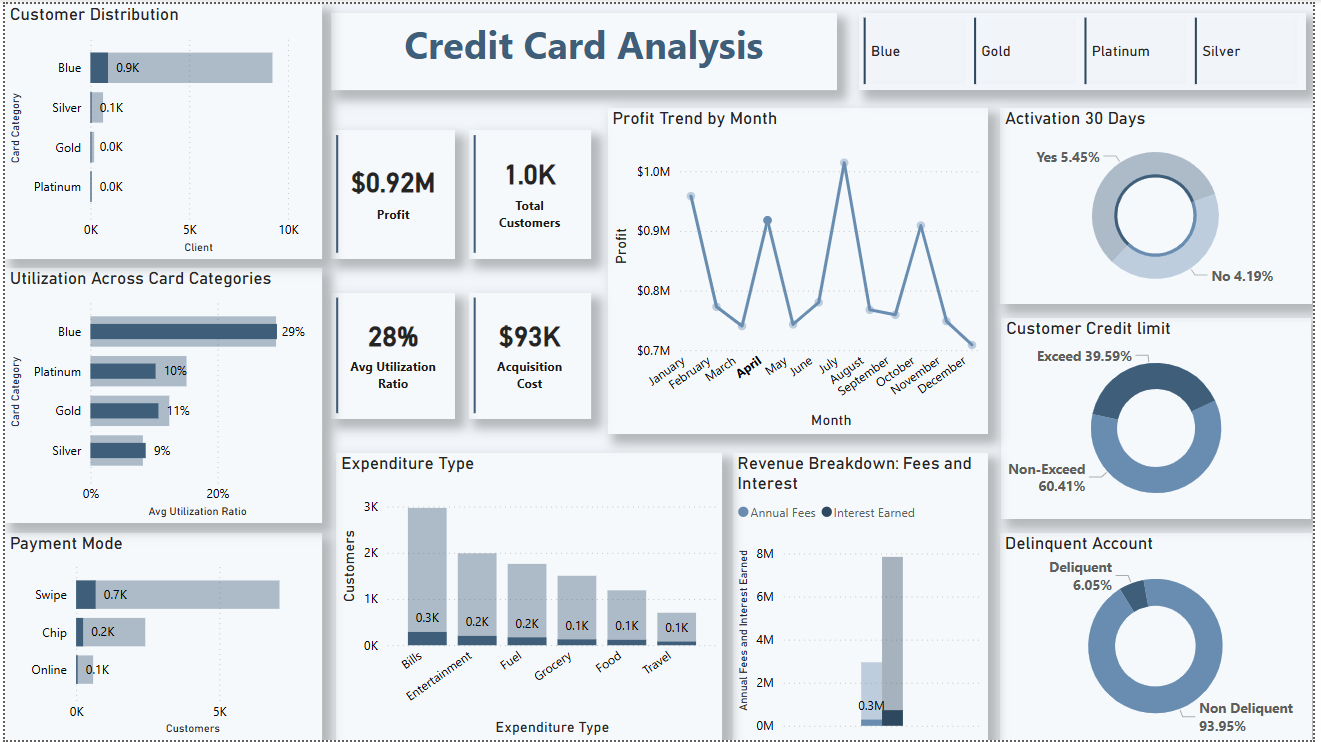 Customer Distribution
Card Category
Blue
0.9K
Silver
0.1K
Gold
0.0K
Platinum
0.0K
0K
5K
10K
Client
Credit Card Analysis
Blue
Gold
Platinum
Silver
$0.92M
Profit
1.0K
Total
Customers
28%
Avg Utilization
Ratio
$93K
Acquisition
Cost
Profit Trend by Month
Profit
$1.0M
$0.9M
$0.8M
$0.7M
January
February
March
April
May
June
July
August
September
October
November
December
Month
Activation 30 Days
Yes 5.45%
No 4.19%
Utilization Across Card Categories
Card Category
Blue
29%
Platinum
10%
Gold
11%
Silver
9%
0%
20%
Avg Utilization Ratio
Customer Credit limit
Exceed 39.59%
Non-Exceed
60.41%
Payment Mode
Swipe
0.7K
Chip
0.2K
Online
0.1K
0K
5K
Customers
Expenditure Type
Customers
3K
2K
1K
0K
0.3K
0.2K
0.2K
0.1K
0.1K
0.1K
Bills
Entertainment
Fuel
Grocery
Food
Travel
Expenditure Type
Revenue Breakdown: Fees and
Interest
Annual Fees
Interest Earned
Annual Fees and Interest Earned
8M
6M
4M
2M
0M
0.3M
Delinquent Account
Deliquent
6.05%
Non Deliquent
93.95%